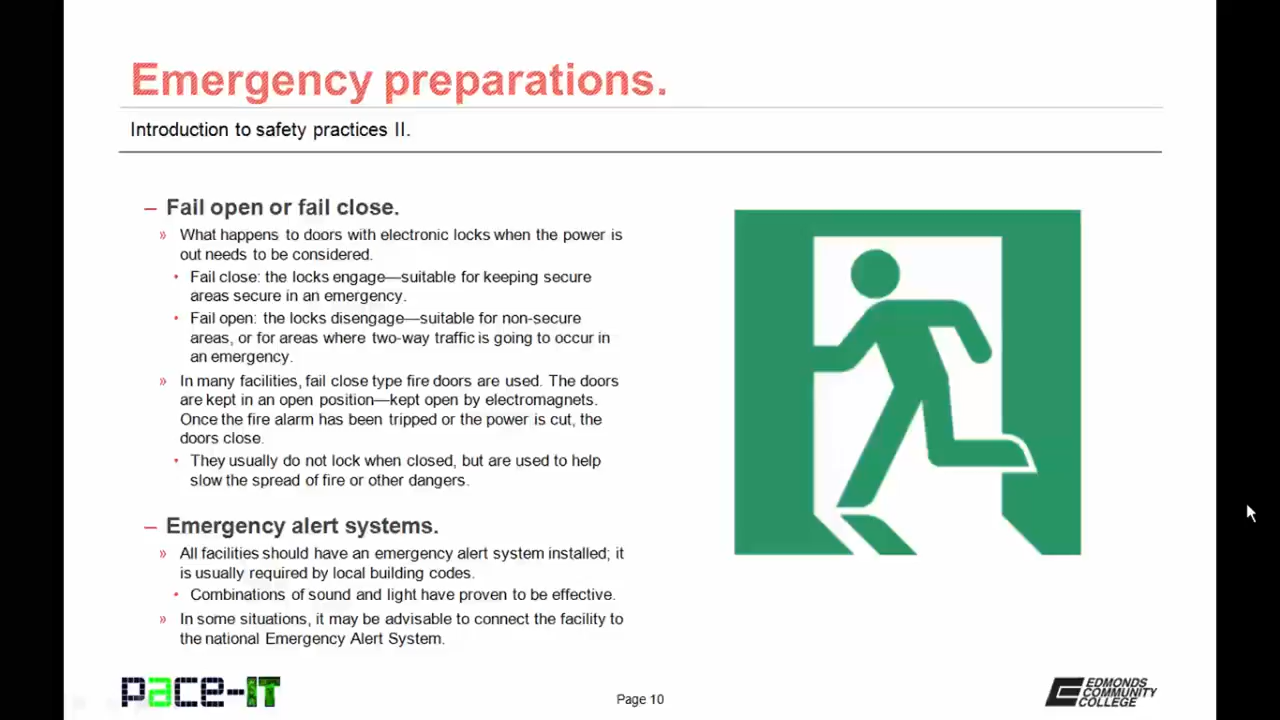 Emergency preparations.
Introduction to safety practices II.
– Fail open or fail close.
» What happens to doors with electronic locks when the power is
out needs to be considered.
• Fail close: the locks engage—suitable for keeping secure
areas secure in an emergency.
• Fail open: the locks disengage—suitable for non-secure
areas, or for areas where two-way traffic is going to occur in
an emergency.
» In many facilities, fail close type fire doors are used. The doors
are kept in an open position—kept open by electromagnets.
Once the fire alarm has been tripped or the power is cut, the
doors close.
• They usually do not lock when closed, but are used to help
slow the spread of fire or other dangers.
– Emergency alert systems.
» All facilities should have an emergency alert system installed; it
is usually required by local building codes.
• Combinations of sound and light have proven to be effective.
» In some situations, it may be advisable to connect the facility to
the national Emergency Alert System.
pace-IT
Page 10
EDMONDS
COMMUNITY
COLLEGE